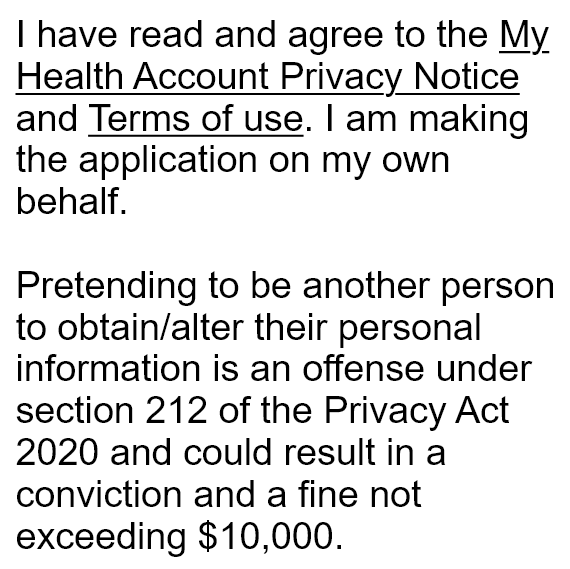 I have read and agree to the My
Health Account Privacy Notice
and Terms of use. I am making
the application on my own
behalf.
Pretending to be another person
to obtain/alter their personal
information is an offense under
section 212 of the Privacy Act
2020 and could result in a
conviction and a fine not
exceeding $10,000.